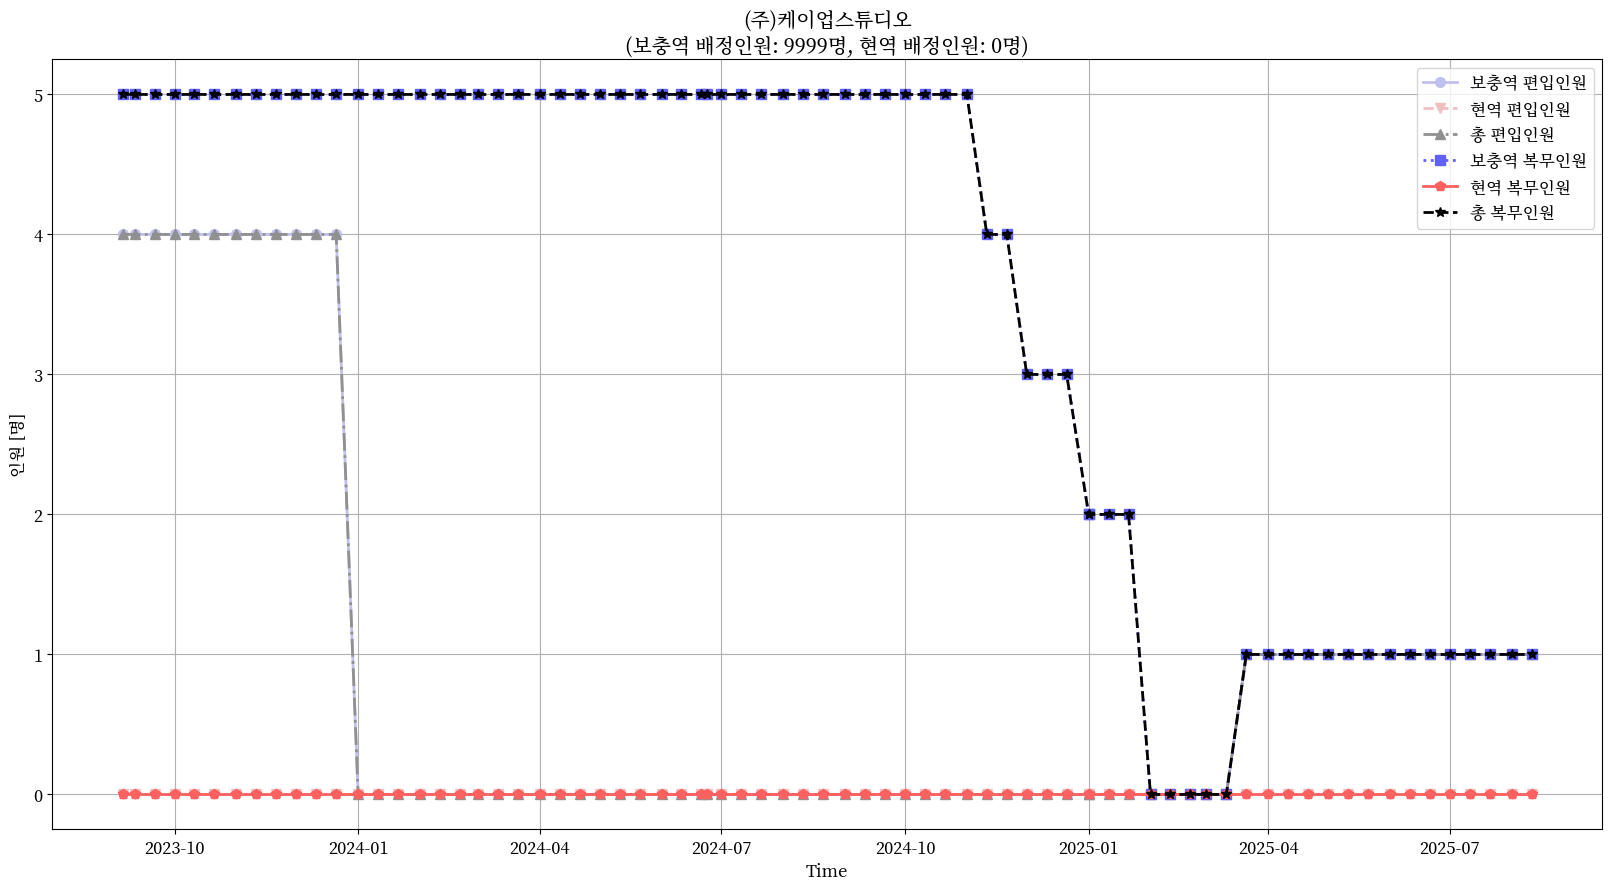 (주)케이업스튜디오
(보충역 배정인원: 9999명, 현역 배정인원: 0명)
보충역 편입인원
현역 편입인원
총 편입인원
보충역 복무인원
현역 복무인원
총 복무인원
인원 [명]
5
4
3
2
1
0
2023-10
2024-01
2024-04
2024-07
2024-10
2025-01
2025-04
2025-07
Time